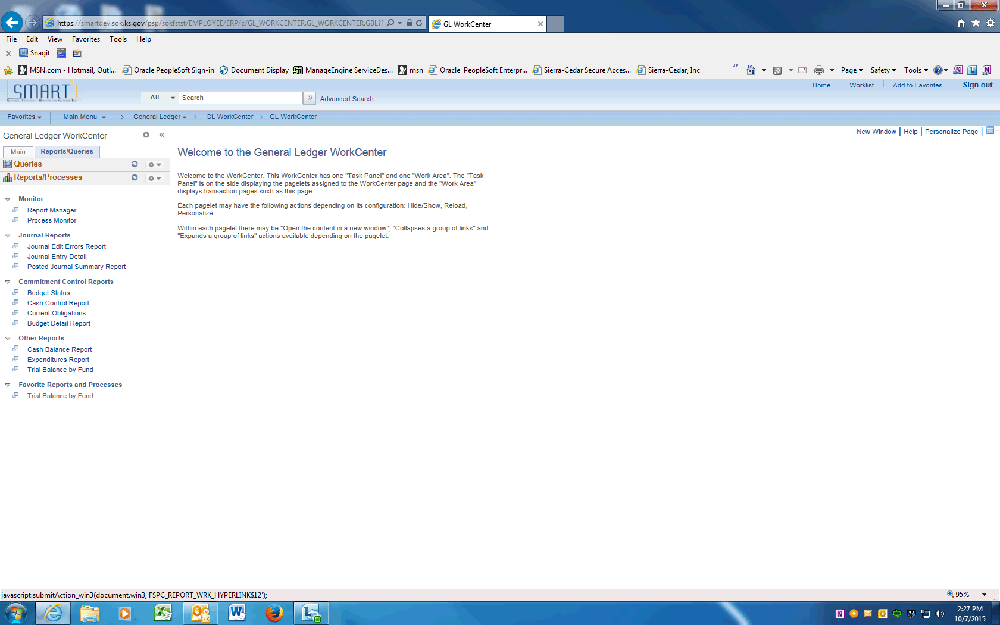 https://smartdev.sok.ks.gov/psp/sokfstst/EMPLOYEE/ERP/c/GL_WORKCENTER.GL_WORKCENTER.GBL?F
GL WorkCenter
File Edit View Favorites Tools Help
x Snagit
MSN.com - Hotmail, Outl... Oracle PeopleSoft Sign-in Document Display ManageEngine ServiceDes... msn Oracle PeopleSoft Enterpr... Sierra-Cedar Secure Acces... Sierra-Cedar, Inc » Page Safety Tools
SMART
Home Worklist Add to Favorites Sign out
All Search » Advanced Search
Favorites Main Menu > General Ledger > GL WorkCenter > GL WorkCenter
General Ledger WorkCenter «
New Window | Help | Personalize Page |
Main Reports/Queries
Queries
Reports/Processes
Monitor
Report Manager
Process Monitor
Journal Reports
Journal Edit Errors Report
Journal Entry Detail
Posted Journal Summary Report
Commitment Control Reports
Budget Status
Cash Control Report
Current Obligations
Budget Detail Report
Other Reports
Cash Balance Report
Expenditures Report
Trial Balance by Fund
Favorite Reports and Processes
Trial Balance by Fund
Welcome to the General Ledger WorkCenter
Welcome to the WorkCenter. This WorkCenter has one "Task Panel" and one "Work Area". The "Task
Panel" is on the side displaying the pagelets assigned to the WorkCenter page and the "Work Area"
displays transaction pages such as this page.
Each pagelet may have the following actions depending on its configuration: Hide/Show, Reload,
Personalize.
Within each pagelet there may be "Open the content in a new window", "Collapses a group of links" and
"Expands a group of links" actions available depending on the pagelet.
javascript:submitAction_win3(document.win3,'FSPC_REPORT_WRK_HYPERLINK$12');
95%
2:27 PM
10/7/2015